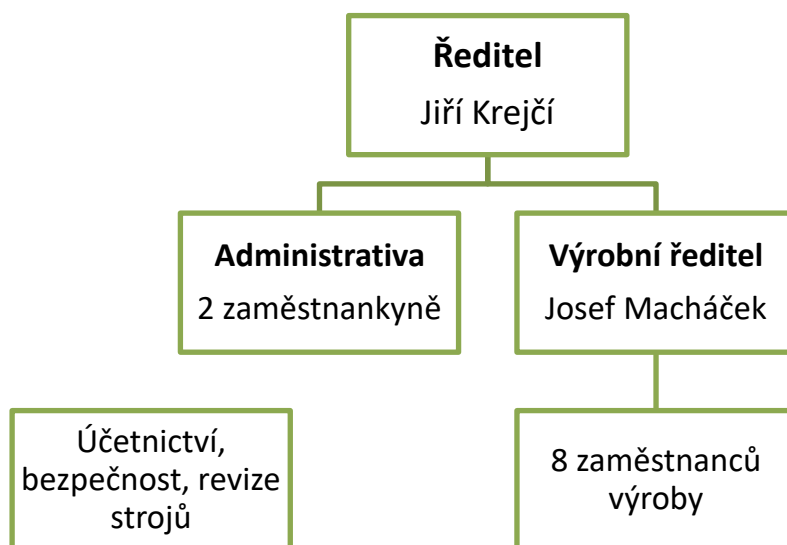 Ředitel
Jiří Krejčí
Administrativa
2 zaměstnankyně
Výrobní ředitel
Josef Macháček
Účetnictví,
bezpečnost, revize
strojů
8 zaměstnanců
výroby